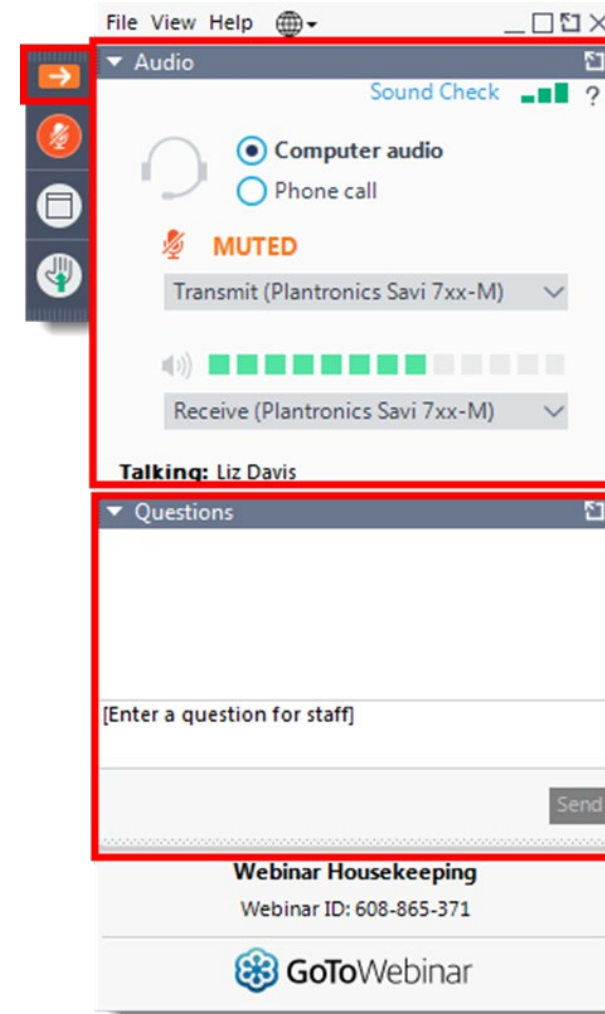 File View Help
Audio
Sound Check ?
Computer audio
Phone call
MUTED
Transmit (Plantronics Savi 7xx-M)
Receive (Plantronics Savi 7xx-M)
Talking: Liz Davis
Questions
[Enter a question for staff]
Send
Webinar Housekeeping
Webinar ID: 608-865-371
GoToWebinar